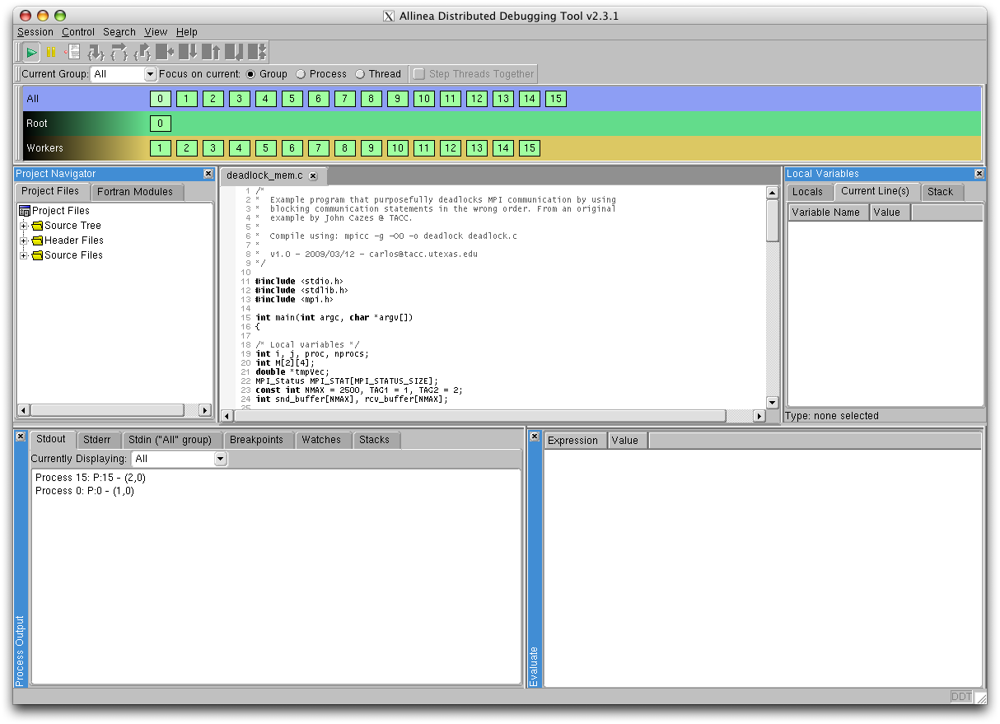 Allinea Distributed Debugging Tool v2.3.1
Session Control Search View Help
Current Group: All Focus on current: Group Process Thread Step Threads Together
All 0 1 2 3 4 5 6 7 8 9 10 11 12 13 14 15
Root 0
Workers 1 2 3 4 5 6 7 8 9 10 11 12 13 14 15
Project Navigator
Project Files Fortran Modules
Project Files
Source Tree
Header Files
Source Files
deadlock_mem.c
1 /*
2 *  Example program that purposefully deadlocks MPI communication by using
3 *  blocking communication statements in the wrong order. From an original
4 *  example by John Cazes @ TACC.
5 *
6 *  Compile using: mpicc -g -O0 -o deadlock deadlock.c
7 *
8 *  v1.0 - 2009/03/12 - carlos@tacc.utexas.edu
9 */
10
11 #include <stdio.h>
12 #include <stdlib.h>
13 #include <mpi.h>
14
15 int main(int argc, char *argv[])
16 {
17
18 /* Local variables */
19 int i, j, proc, nprocs;
20 int M[2][4];
21 double *tmpVec;
22 MPI_Status MPI_STAT[MPI_STATUS_SIZE];
23 const int NMAX = 2500, TAG1 = 1, TAG2 = 2;
24 int snd_buffer[NMAX], rcv_buffer[NMAX];
25
Local Variables
Locals Current Line(s) Stack
Variable Name Value
Type: none selected
Process Output
Stdout Stderr Stdin ("All" group) Breakpoints Watches Stacks
Currently Displaying: All
Process 15: P:15 - (2,0)
Process 0: P:0 - (1,0)
Evaluate
Expression Value
DDT